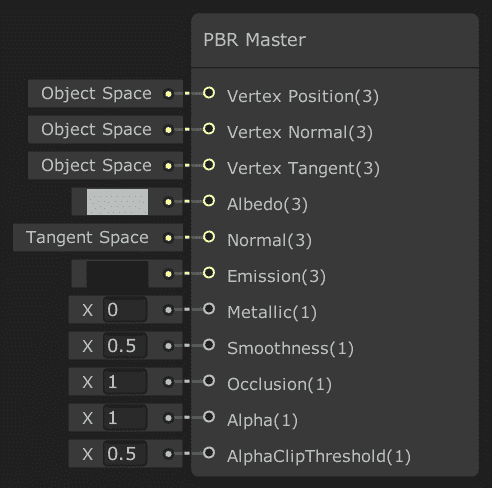 PBR Master
Object Space Vertex Position(3)
Object Space Vertex Normal(3)
Object Space Vertex Tangent(3)
Albedo(3)
Tangent Space Normal(3)
Emission(3)
X 0 Metallic(1)
X 0.5 Smoothness(1)
X 1 Occlusion(1)
X 1 Alpha(1)
X 0.5 AlphaClipThreshold(1)